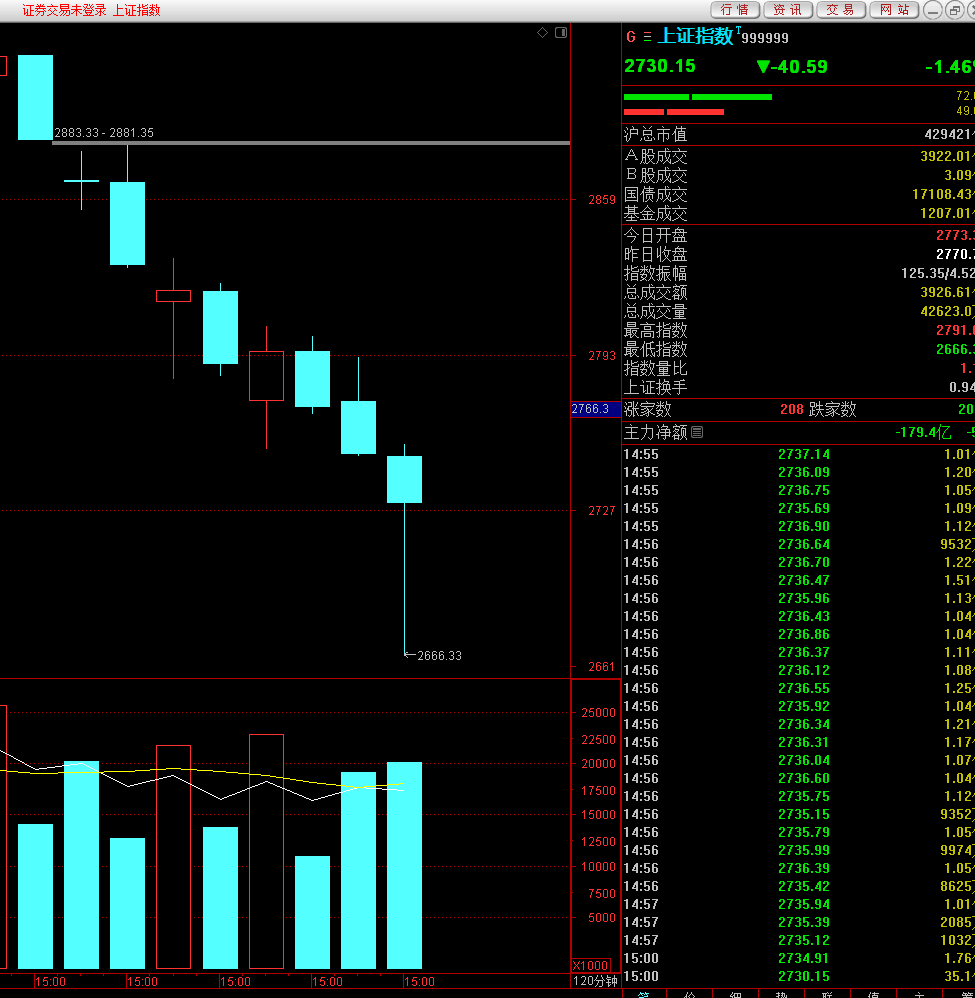 证券交易未登录 上证指数
行情 资讯 交易 网站
G 上证指数T999999
2730.15 ▼-40.59 -1.46
72.
49.
沪总市值 429421
A股成交 3922.01
B股成交 3.09
国债成交 17108.43
基金成交 1207.01
今日开盘 2773.
昨日收盘 2770.
指数振幅 125.35/4.52
总成交额 3926.61
总成交量 42623.0
最高指数 2791.
最低指数 2666.
指数量比 1.
上证换手 0.94
涨家数 208 跌家数 20
主力净额 -179.4亿
14:55 2737.14 1.01
14:55 2736.09 1.20
14:55 2736.75 1.05
14:55 2735.69 1.09
14:55 2736.90 1.12
14:56 2736.64 9532
14:56 2736.70 1.22
14:56 2736.47 1.51
14:56 2735.96 1.13
14:56 2736.43 1.04
14:56 2736.86 1.04
14:56 2736.37 1.11
14:56 2736.12 1.08
14:56 2736.55 1.25
14:56 2735.92 1.04
14:56 2736.34 1.21
14:56 2736.31 1.17
14:56 2736.04 1.07
14:56 2736.60 1.04
14:56 2735.75 1.12
14:56 2735.15 9352
14:56 2735.79 1.05
14:56 2735.99 9974
14:56 2736.39 1.05
14:56 2735.42 8625
14:57 2735.94 1.01
14:57 2735.39 2085
14:57 2735.12 1032
15:00 2734.91 1.76
15:00 2730.15 35.1
2883.33 - 2881.35
2859
2793
2766.3
2727
2666.33
2661
25000
22500
20000
17500
15000
12500
10000
7500
5000
X1000
15:00 15:00 15:00 15:00 15:00 120分钟